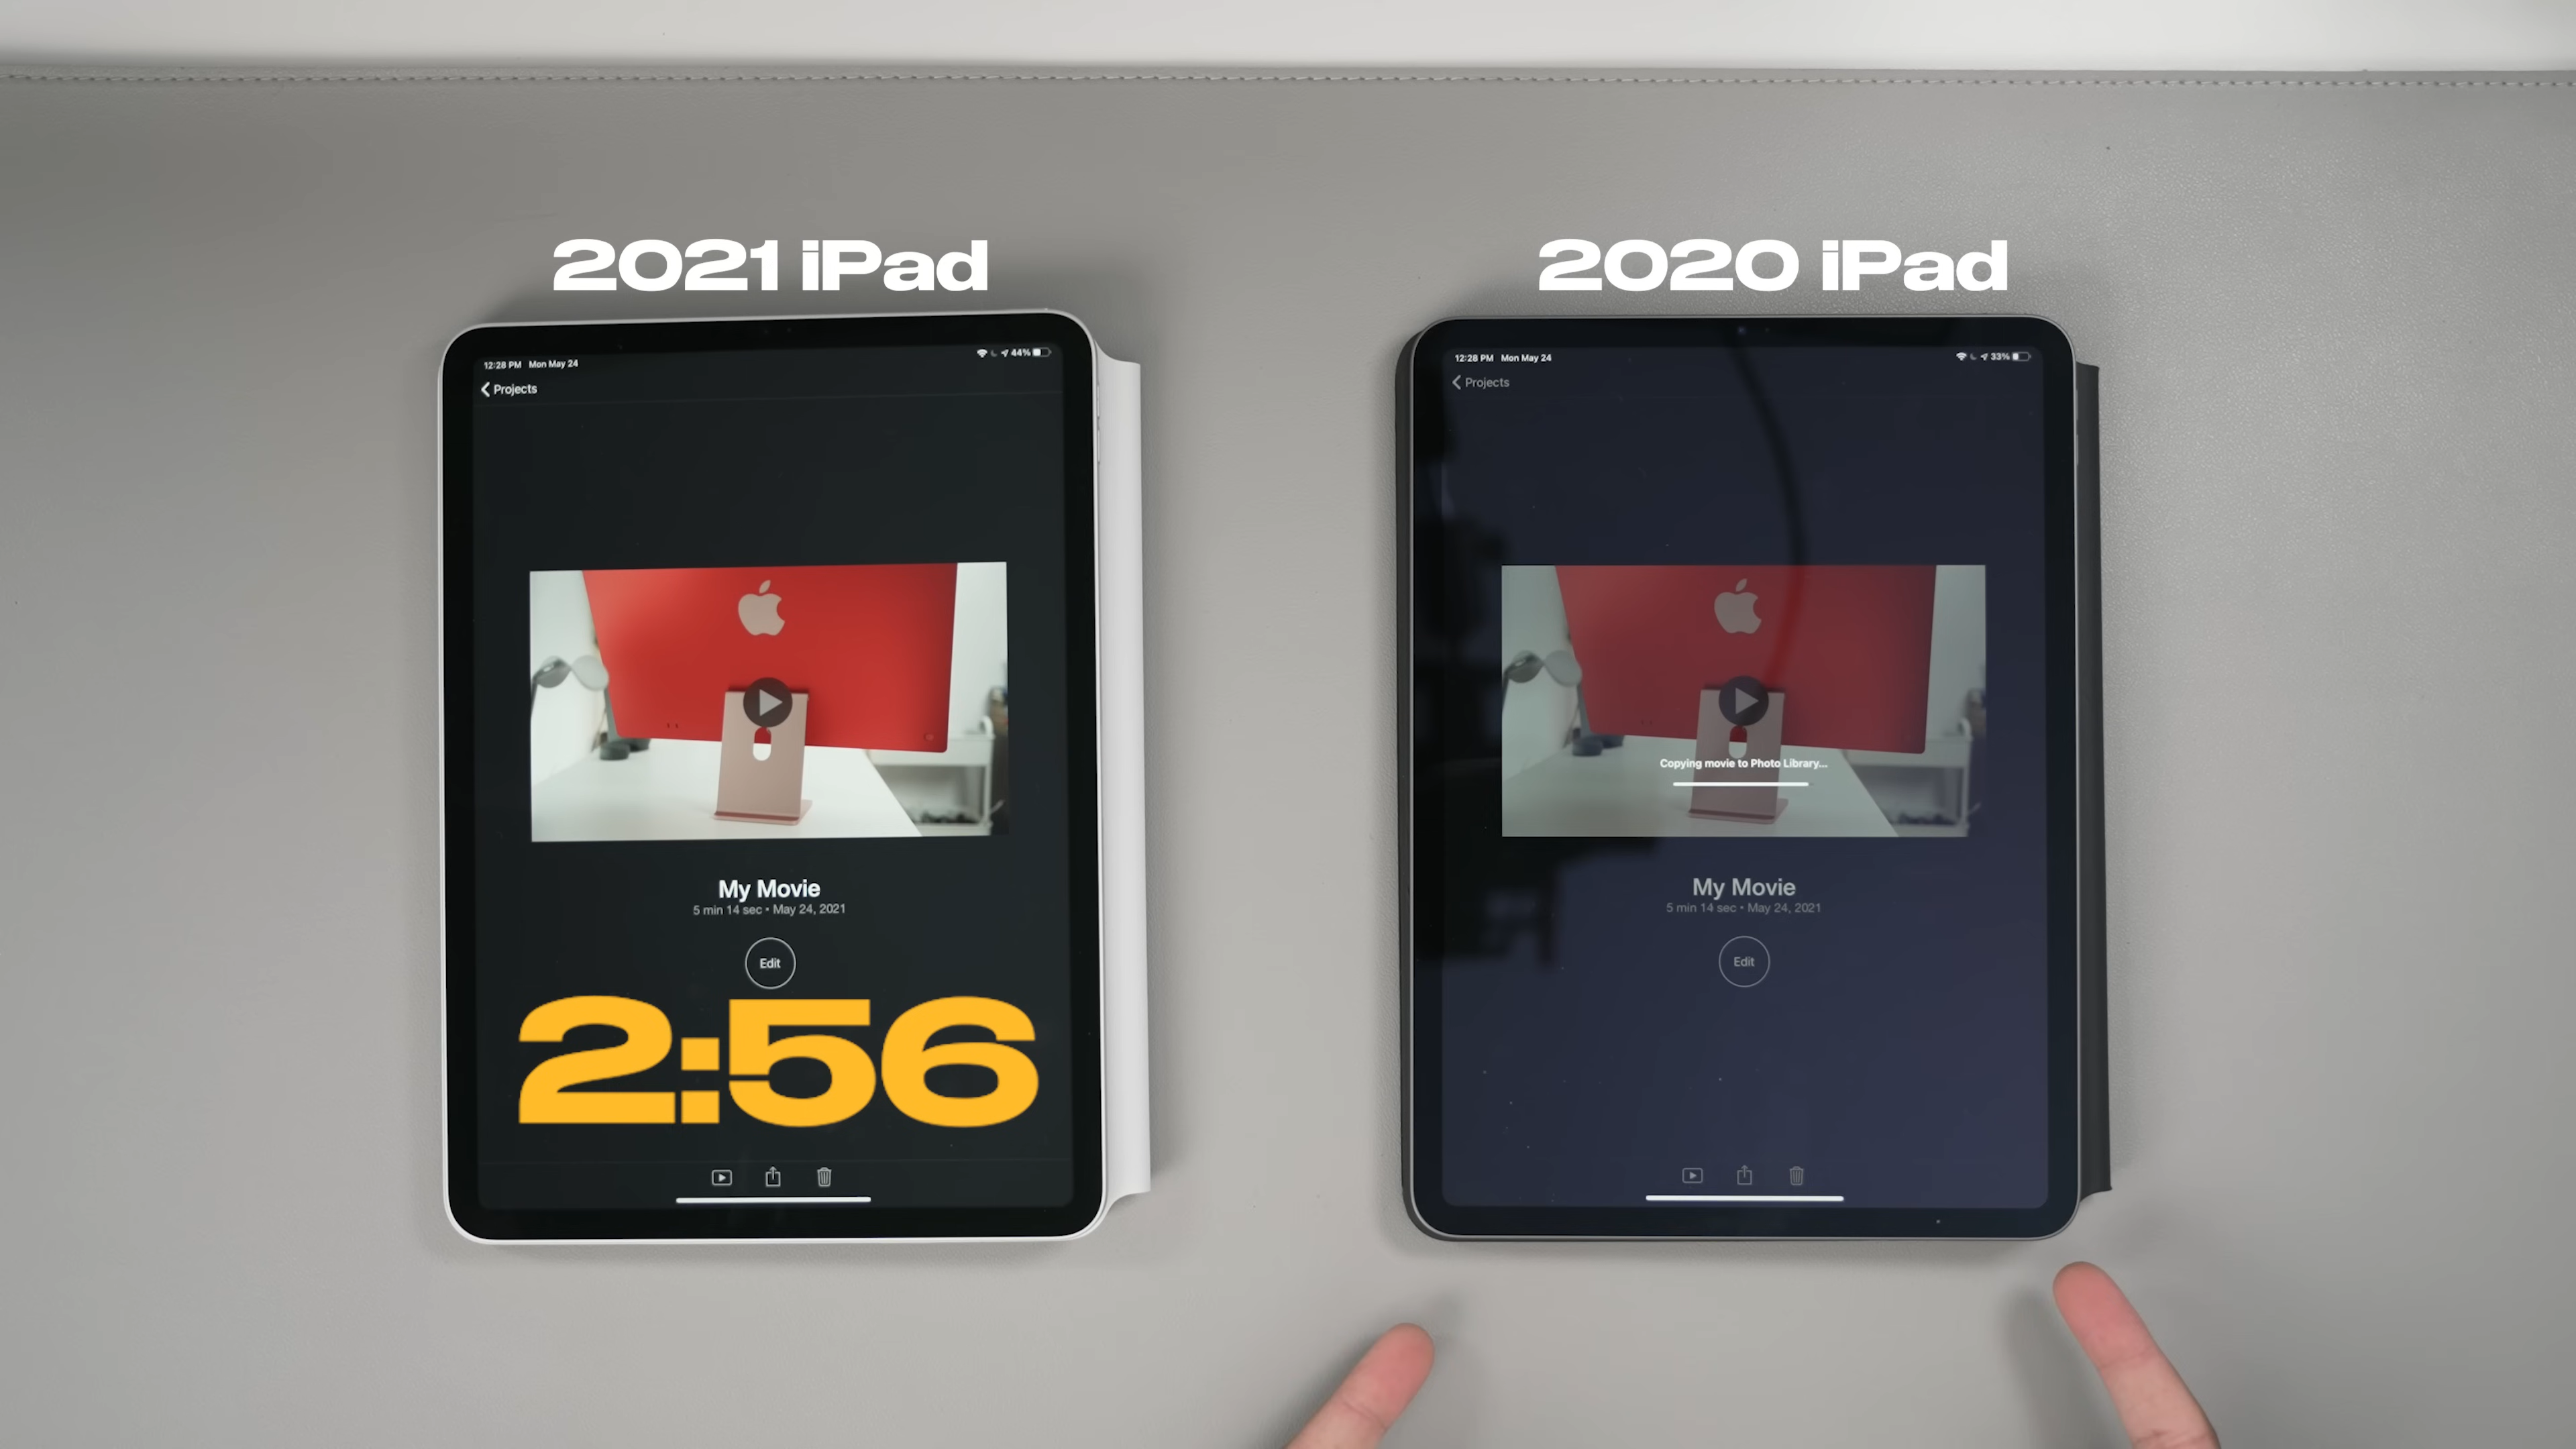 2021 iPad
12:28 PM Mon May 24
44%
Projects
My Movie
5 min 14 sec • May 24, 2021
Edit
2:56
2020 iPad
12:28 PM Mon May 24
33%
Projects
Copying movie to Photo Library...
My Movie
5 min 14 sec • May 24, 2021
Edit